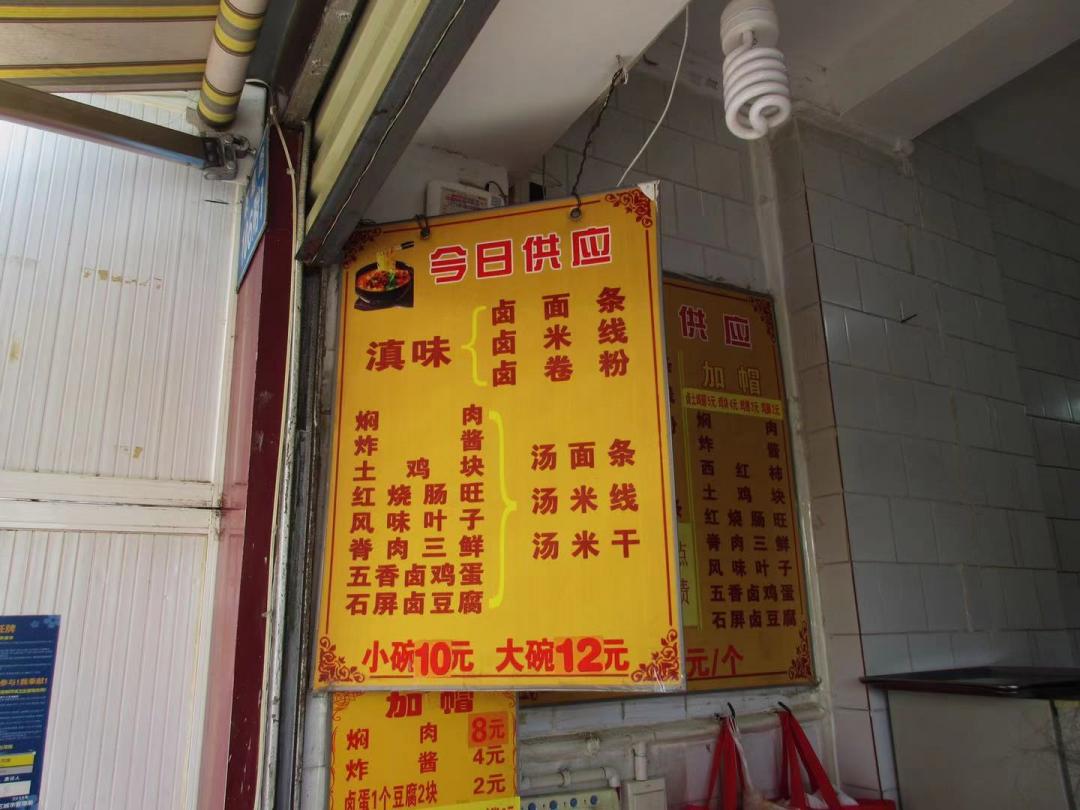 今日供应
滇味
卤面条
卤米线
卤卷粉
焖肉
炸酱
土鸡块
红烧肠旺
风味叶子
脊肉三鲜
五香卤鸡蛋
石屏卤豆腐
汤面条
汤米线
汤米干
小碗10元 大碗12元
加帽
焖肉 8元
炸酱 4元
卤蛋1个豆腐2块 2元
供应
加帽
焖肉
炸酱
西红柿
土鸡块
红烧肠旺
脊肉三鲜
风味叶子
五香卤鸡蛋
石屏卤豆腐
元/个